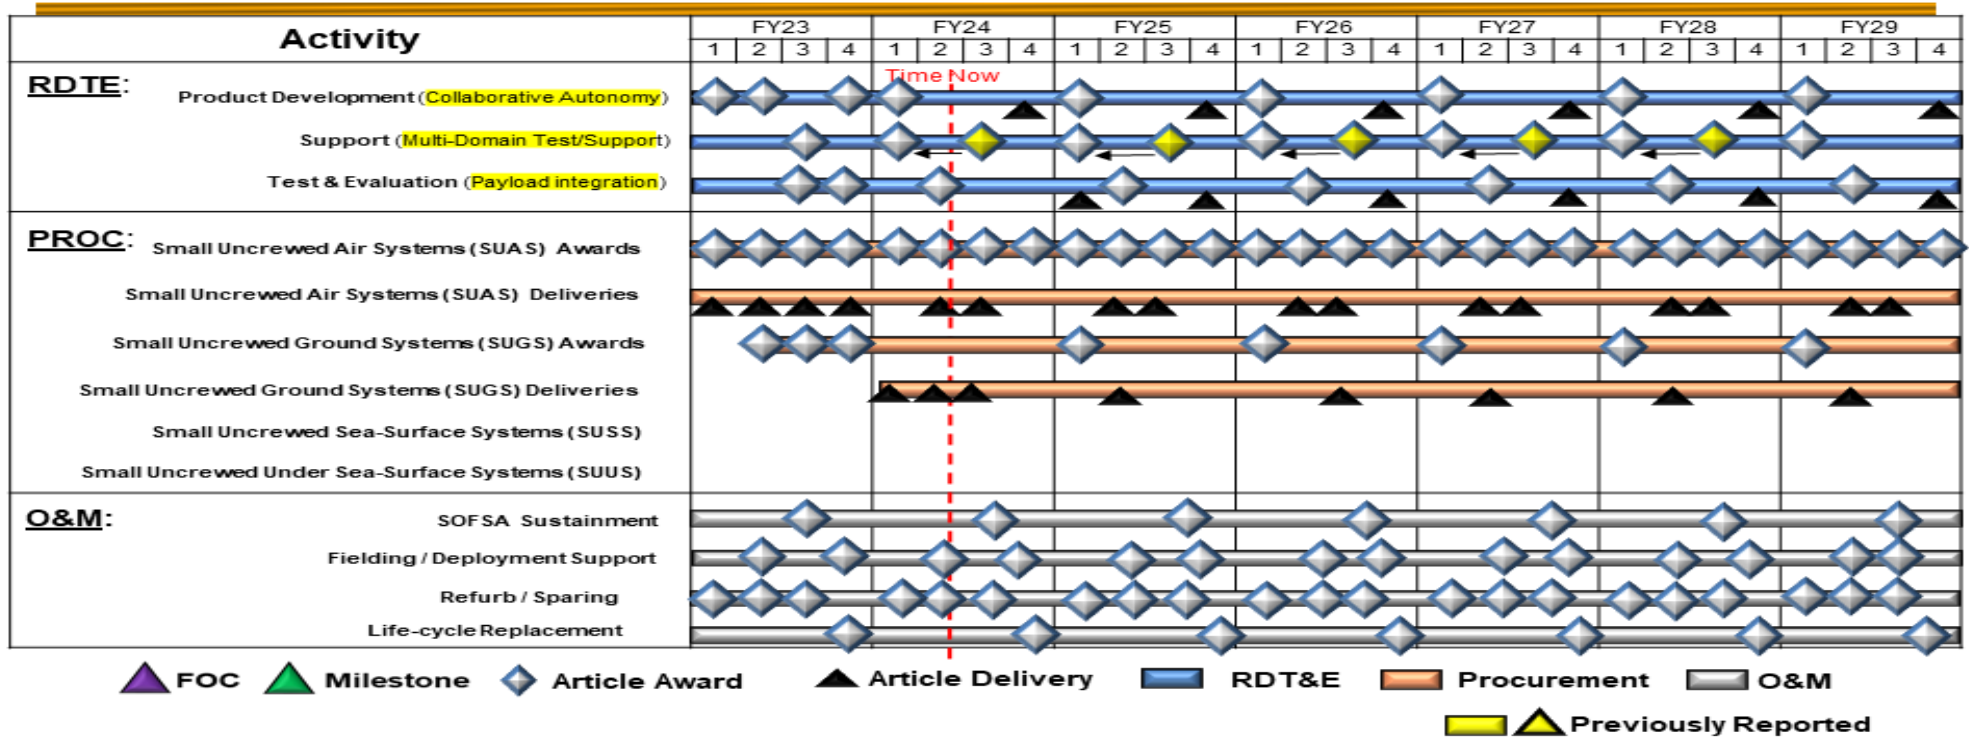 Activity FY23 FY24 FY25 FY26 FY27 FY28 FY29
1 2 3 4 1 2 3 4 1 2 3 4 1 2 3 4 1 2 3 4 1 2 3 4 1 2 3 4
Time Now
RDTE:
Product Development (Collaborative Autonomy)
Support (Multi-Domain Test/Support)
Test & Evaluation (Payload integration)
PROC:
Small Uncrewed Air Systems (SUAS) Awards
Small Uncrewed Air Systems (SUAS) Deliveries
Small Uncrewed Ground Systems (SUGS) Awards
Small Uncrewed Ground Systems (SUGS) Deliveries
Small Uncrewed Sea-Surface Systems (SUSS)
Small Uncrewed Under Sea-Surface Systems (SUUS)
O&M:
SOFSA Sustainment
Fielding / Deployment Support
Refurb / Sparing
Life-cycle Replacement
FOC Milestone Article Award Article Delivery RDT&E Procurement O&M
Previously Reported